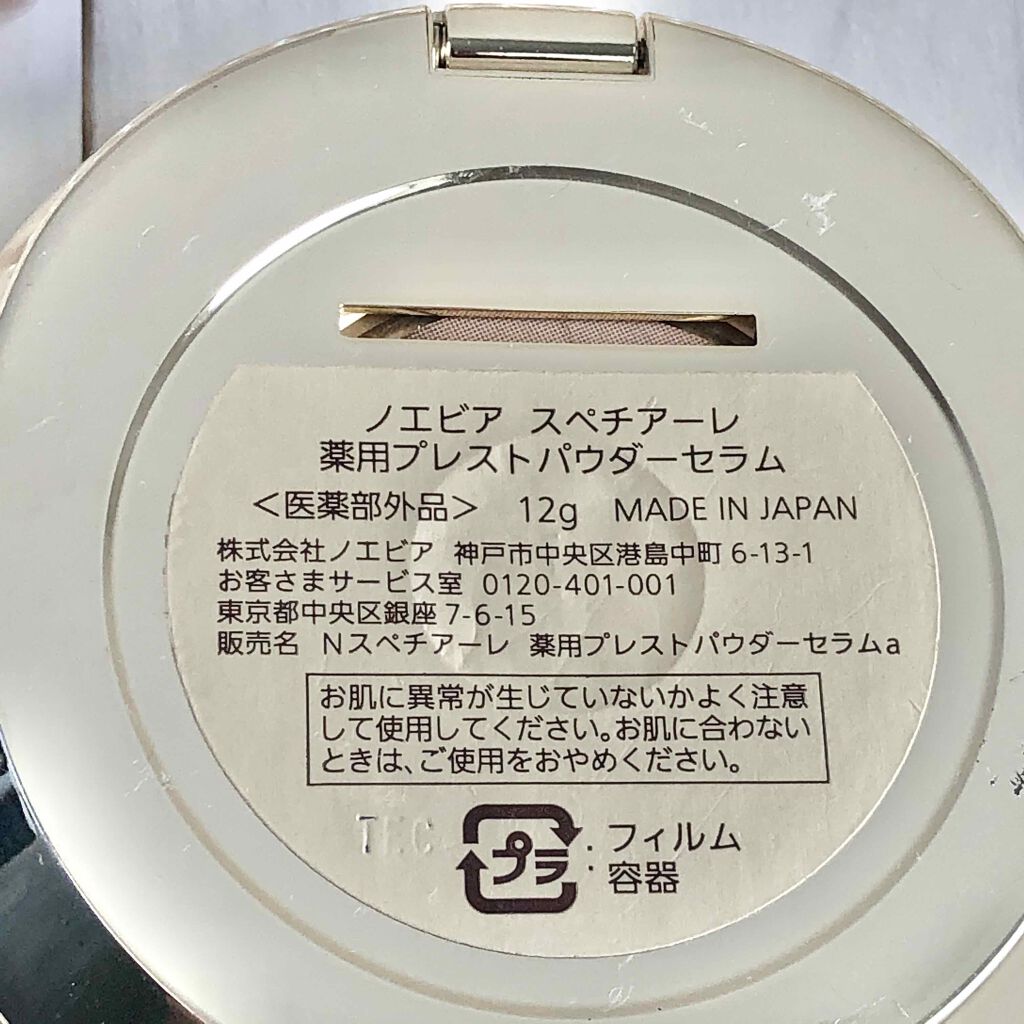 ノエビア スペチアーレ
薬用プレストパウダーセラム
<医薬部外品> 12g MADE IN JAPAN
株式会社ノエビア 神戸市中央区港島中町6-13-1
お客さまサービス室 0120-401-001
東京都中央区銀座7-6-15
販売名 Nスペチアーレ 薬用プレストパウダーセラムa
お肌に異常が生じていないかよく注意
して使用してください。お肌に合わない
ときは、ご使用をおやめください。
TEC
プラ : フィルム
容器